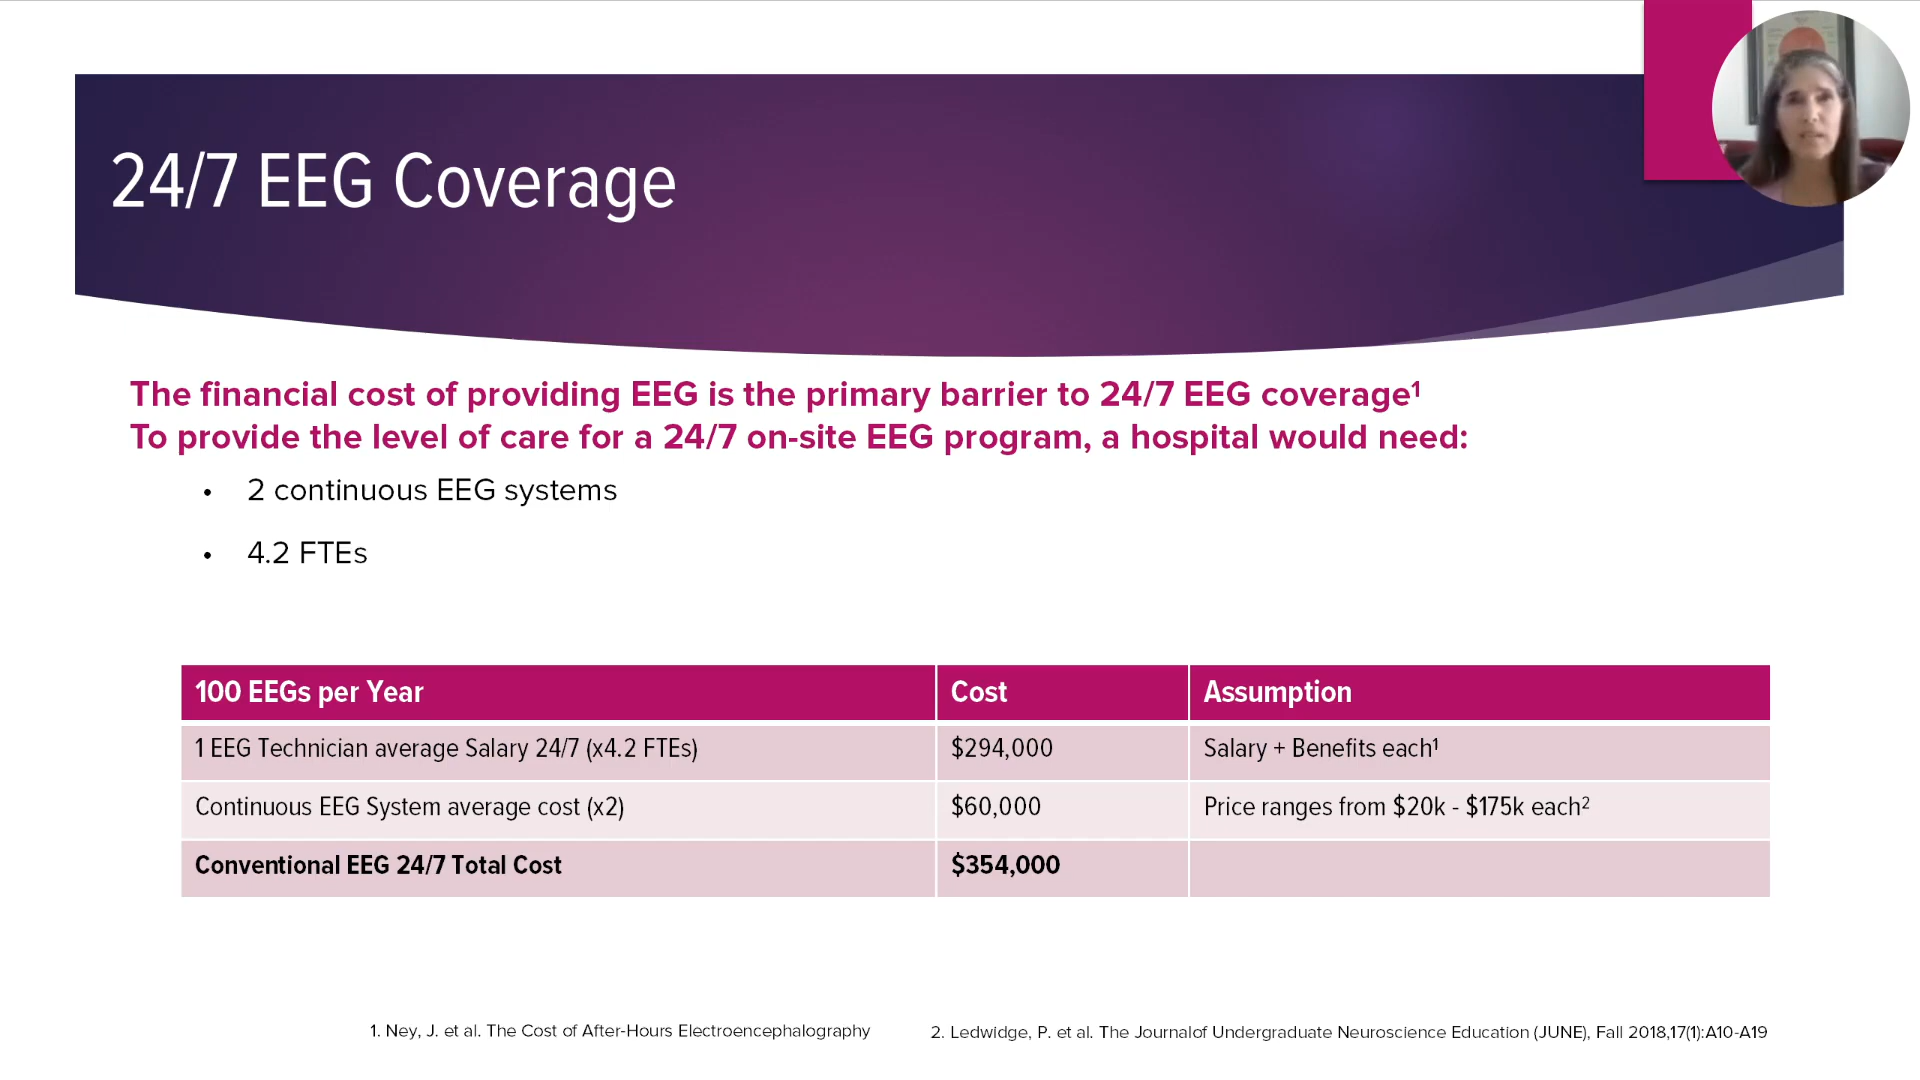 24/7 EEG Coverage
The financial cost of providing EEG is the primary barrier to 24/7 EEG coverage¹
To provide the level of care for a 24/7 on-site EEG program, a hospital would need:
• 2 continuous EEG systems
• 4.2 FTEs
100 EEGs per Year Cost Assumption
1 EEG Technician average Salary 24/7 (x4.2 FTEs) $294,000 Salary + Benefits each¹
Continuous EEG System average cost (x2) $60,000 Price ranges from $20k - $175k each²
Conventional EEG 24/7 Total Cost $354,000
1. Ney, J. et al. The Cost of After-Hours Electroencephalography
2. Ledwidge, P. et al. The Journalof Undergraduate Neuroscience Education (JUNE), Fall 2018,17(1):A10-A19